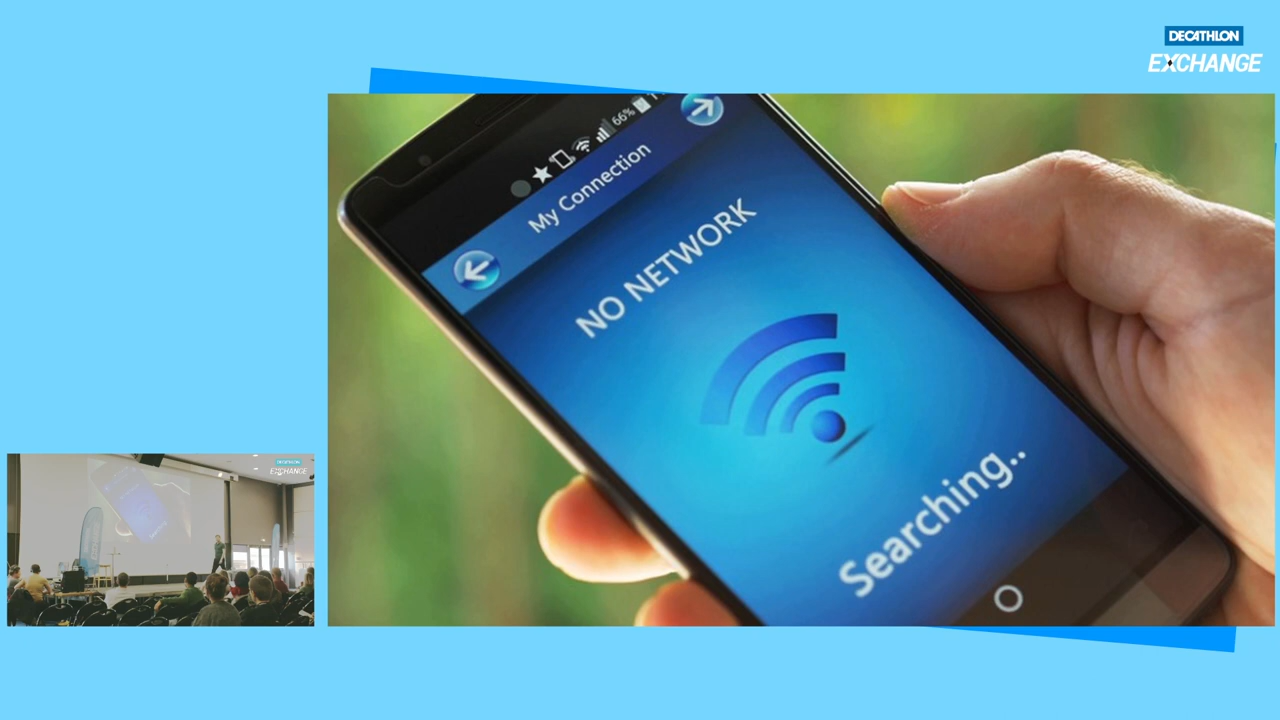 DECATHLON
EXCHANGE
66%
My Connection
NO NETWORK
Searching..
DECATHLON
EXCHANGE